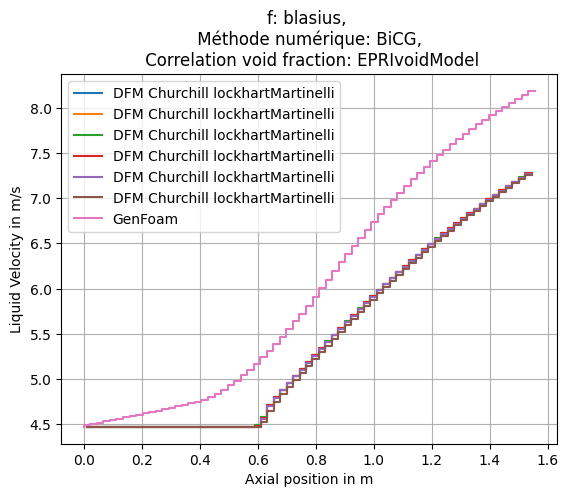 f: blasius,
Méthode numérique: BiCG,
Correlation void fraction: EPRIvoidModel
DFM Churchill lockhartMartinelli
DFM Churchill lockhartMartinelli
DFM Churchill lockhartMartinelli
DFM Churchill lockhartMartinelli
DFM Churchill lockhartMartinelli
DFM Churchill lockhartMartinelli
GenFoam
Liquid Velocity in m/s
8.0
7.5
7.0
6.5
6.0
5.5
5.0
4.5
0.0 0.2 0.4 0.6 0.8 1.0 1.2 1.4 1.6
Axial position in m